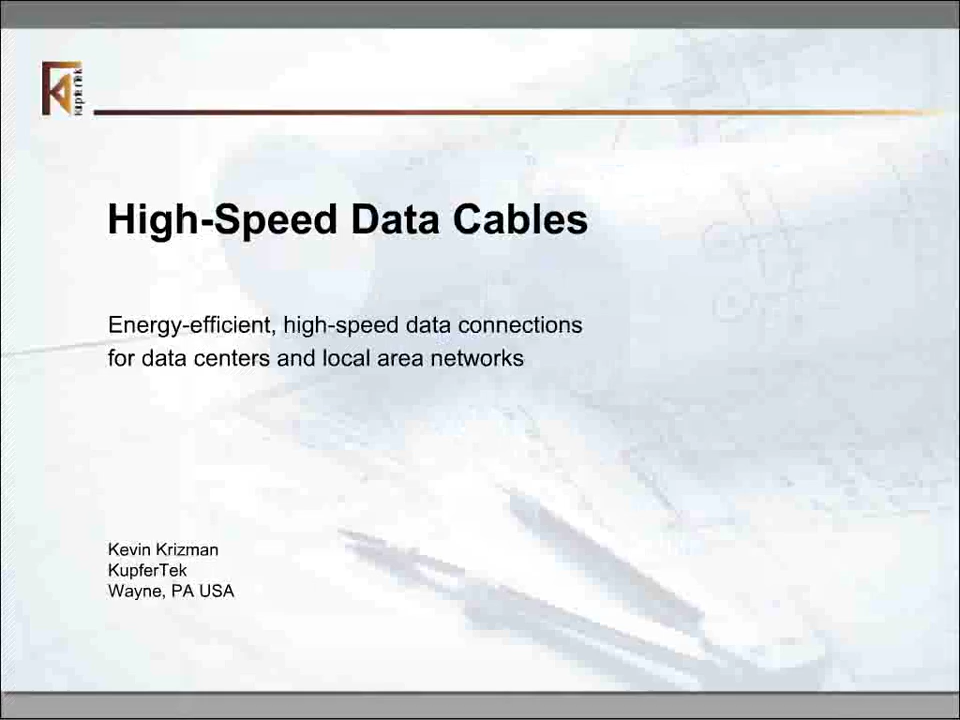 KupferTek
High-Speed Data Cables
Energy-efficient, high-speed data connections
for data centers and local area networks
Kevin Krizman
KupferTek
Wayne, PA USA